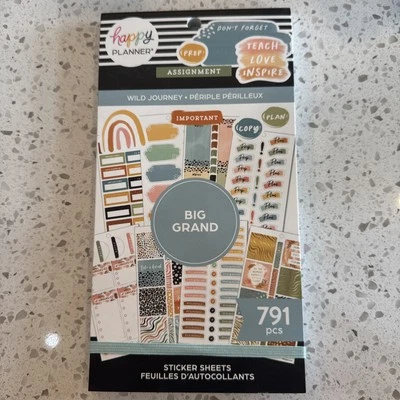 happy
PLANNER®
DON'T FORGET
PREP
TEACH
LOVE
INSPIRE
ASSIGNMENT
WILD JOURNEY • PÉRIPLE PÉRILLEUX
IMPORTANT
COPY
PLAN
BIG
GRAND
791
pcs
STICKER SHEETS
FEUILLES D'AUTOCOLLANTS